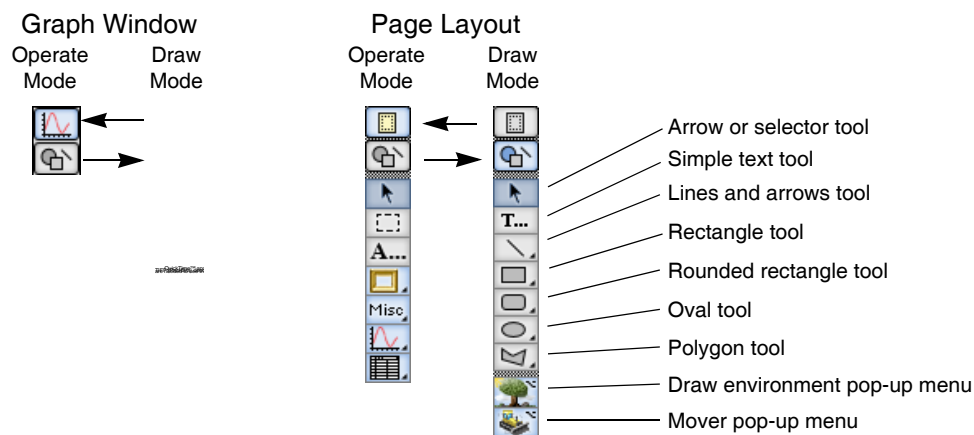 Graph Window
Page Layout
Operate Mode
Draw Mode
Operate Mode
Draw Mode
Arrow or selector tool
Simple text tool
T...
Lines and arrows tool
A...
Rectangle tool
Rounded rectangle tool
Misc
Oval tool
Polygon tool
Draw environment pop-up menu
Mover pop-up menu